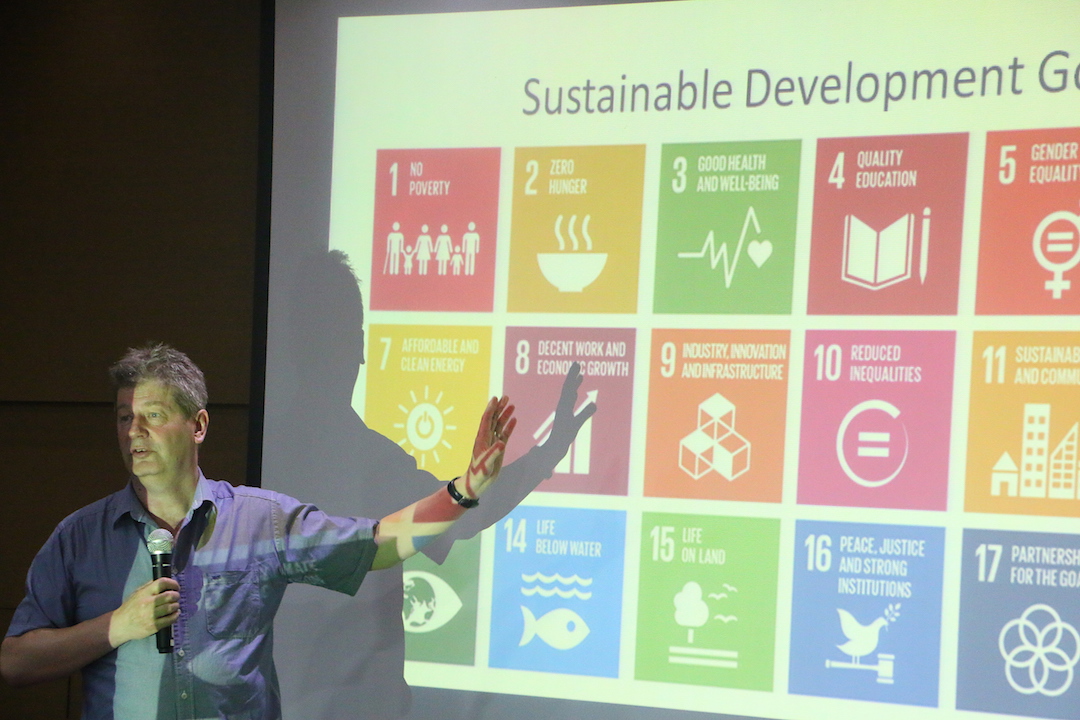 Sustainable Development Go
1 NO
POVERTY
2 ZERO
HUNGER
3 GOOD HEALTH
AND WELL-BEING
4 QUALITY
EDUCATION
5 GENDER
EQUALITY
7 AFFORDABLE AND
CLEAN ENERGY
8 DECENT WORK AND
ECONOMIC GROWTH
9 INDUSTRY, INNOVATION
AND INFRASTRUCTURE
10 REDUCED
INEQUALITIES
11 SUSTAINAB
AND COMMU
14 LIFE
BELOW WATER
15 LIFE
ON LAND
16 PEACE, JUSTICE
AND STRONG
INSTITUTIONS
17 PARTNERSH
FOR THE GOA